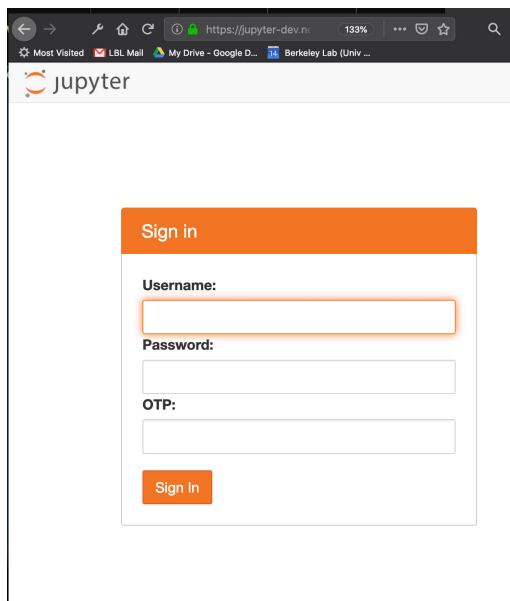 https://jupyter-dev.n
133%
Most Visited LBL Mail My Drive - Google D... 14 Berkeley Lab (Univ ...
jupyter
Sign in
Username:
Password:
OTP:
Sign In